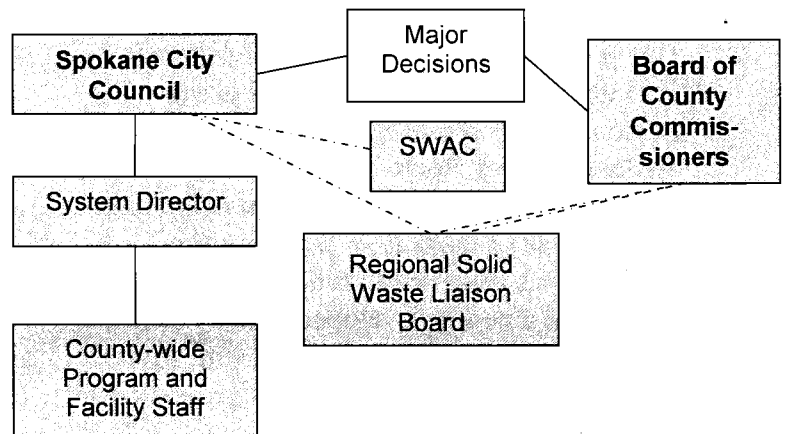 Spokane City
Council
Major
Decisions
Board of
County
Commis-
sioners
SWAC
System Director
Regional Solid
Waste Liaison
Board
County-wide
Program and
Facility Staff